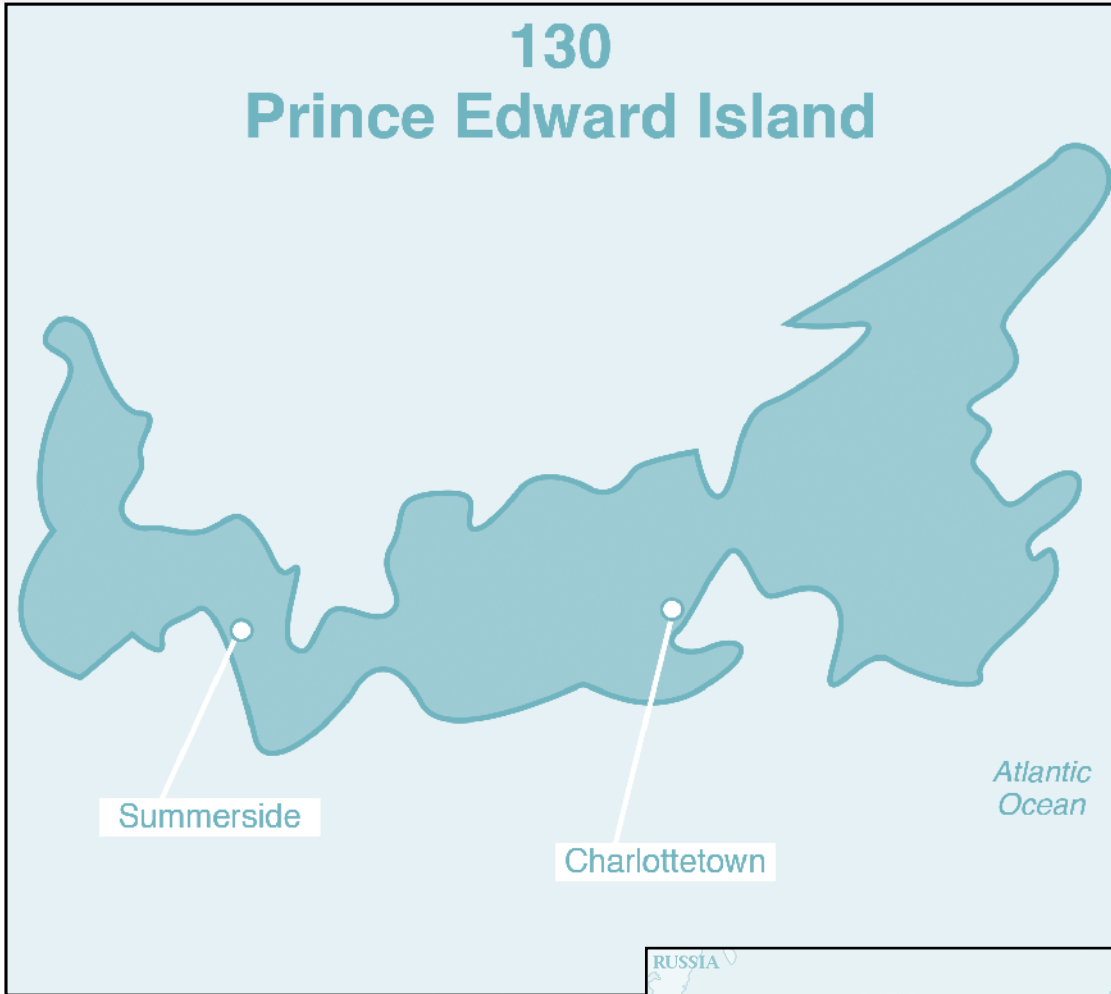 130
Prince Edward Island
Atlantic
Ocean
Summerside
Charlottetown
RUSSIA